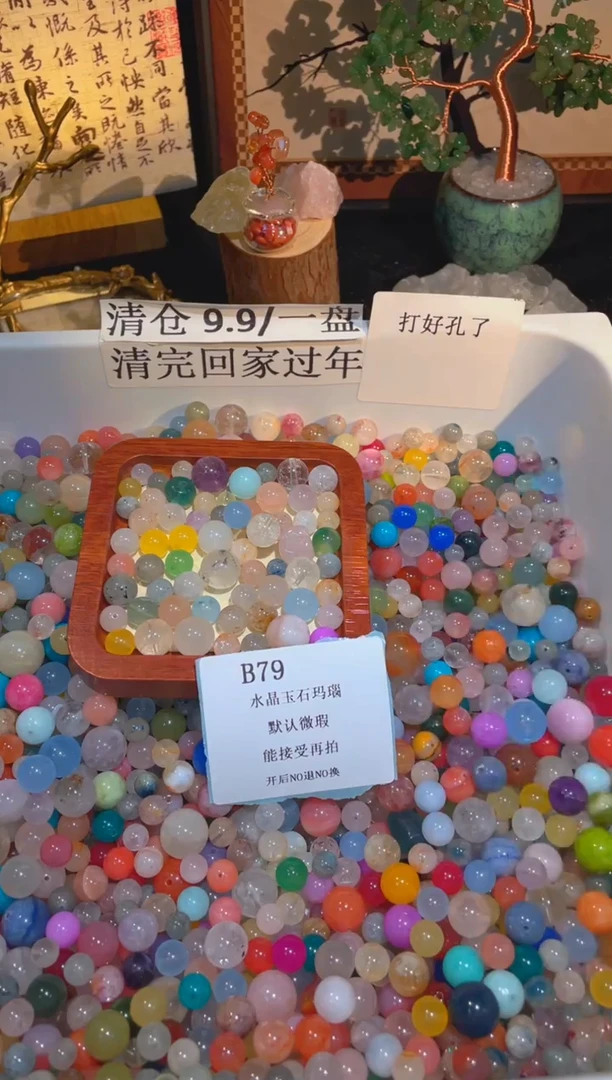 清仓 9.9/一盘
清完回家过年
打好孔了
B79
水晶玉石玛瑙
默认微瑕
能接受再拍
开后NO退NO换